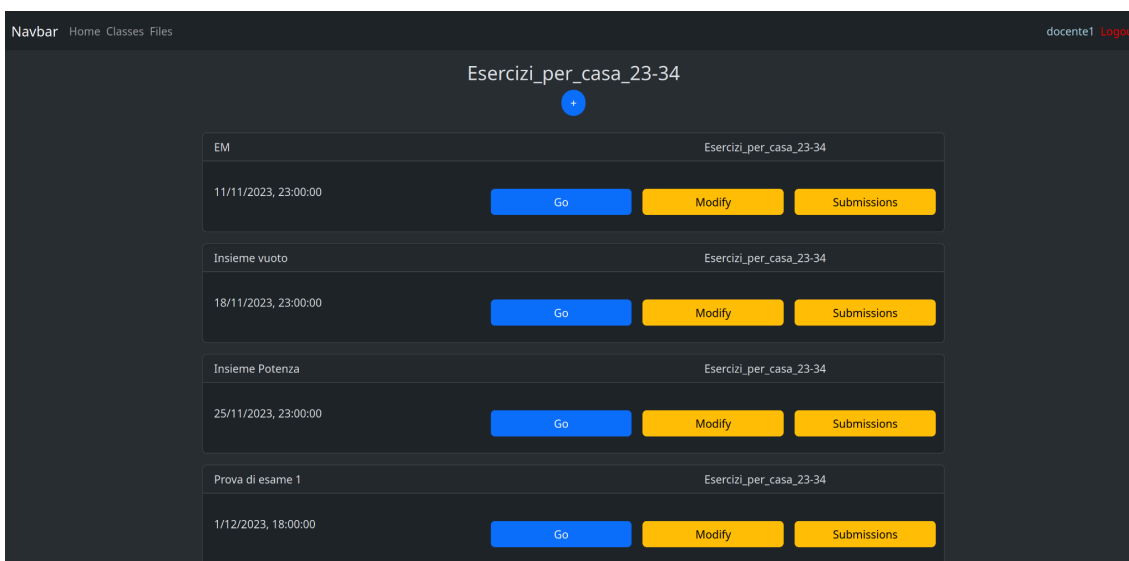 Navbar Home Classes Files docente1 Logou
Esercizi_per_casa_23-34
+
EM Esercizi_per_casa_23-34
11/11/2023, 23:00:00
Go Modify Submissions
Insieme vuoto Esercizi_per_casa_23-34
18/11/2023, 23:00:00
Go Modify Submissions
Insieme Potenza Esercizi_per_casa_23-34
25/11/2023, 23:00:00
Go Modify Submissions
Prova di esame 1 Esercizi_per_casa_23-34
1/12/2023, 18:00:00
Go Modify Submissions